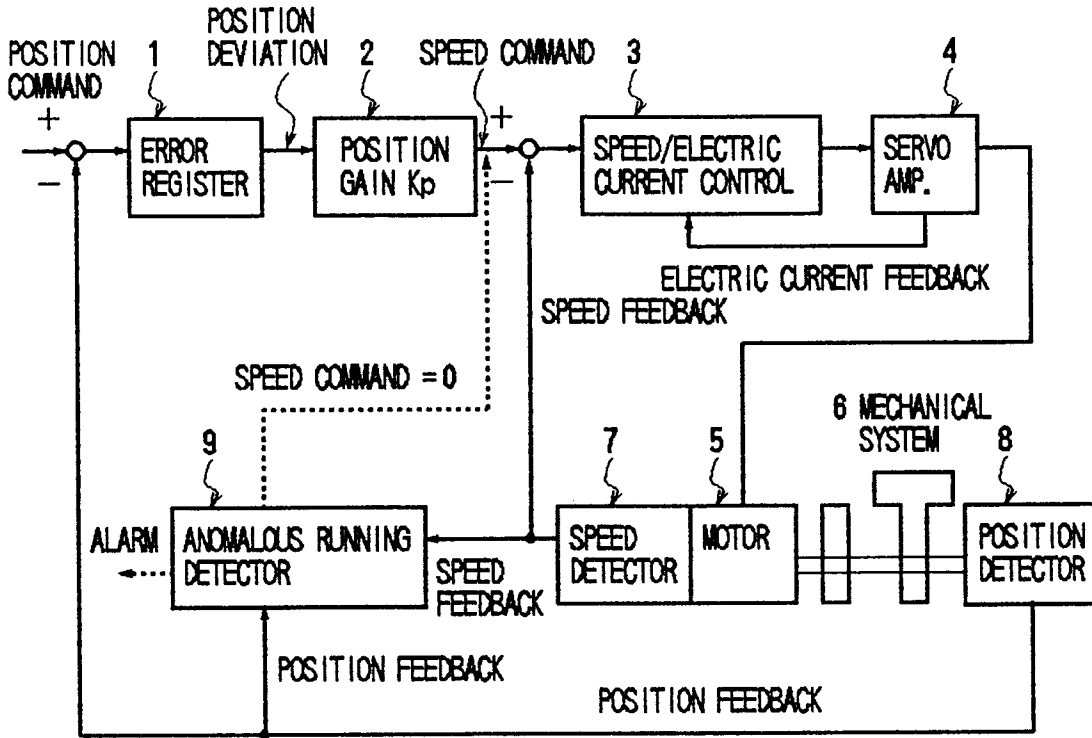 POSITION
COMMAND
+
−
1
ERROR
REGISTER
POSITION
DEVIATION
2
POSITION
GAIN Kp
SPEED COMMAND
+
−
3
SPEED/ELECTRIC
CURRENT CONTROL
4
SERVO
AMP.
ELECTRIC CURRENT FEEDBACK
SPEED FEEDBACK
SPEED COMMAND = 0
9
ANOMALOUS RUNNING
DETECTOR
ALARM
SPEED
FEEDBACK
7
SPEED
DETECTOR
5
MOTOR
6 MECHANICAL
SYSTEM
8
POSITION
DETECTOR
POSITION FEEDBACK
POSITION FEEDBACK